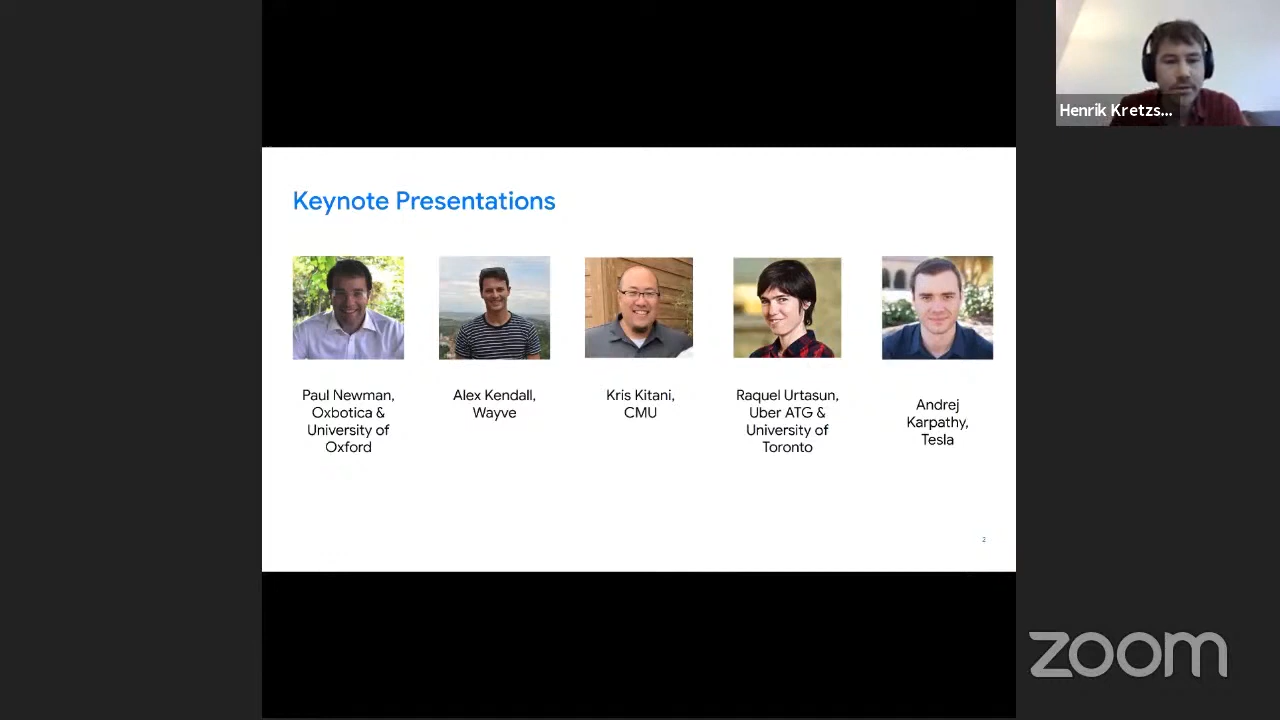 Henrik Kretzs...
Keynote Presentations
Paul Newman,
Oxbotica &
University of
Oxford
Alex Kendall,
Wayve
Kris Kitani,
CMU
Raquel Urtasun,
Uber ATG &
University of
Toronto
Andrej
Karpathy,
Tesla
2
zoom